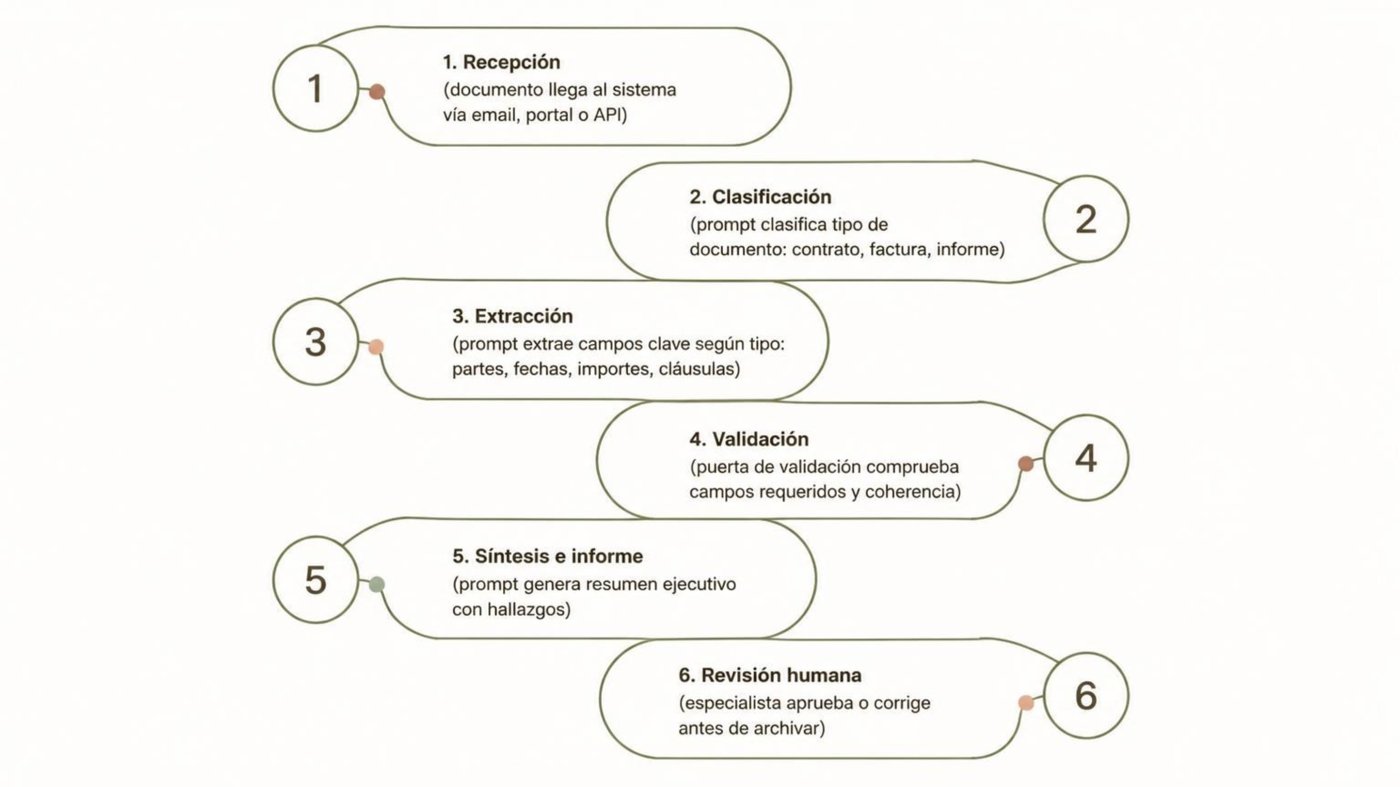 1
1. Recepción
(documento llega al sistema
vía email, portal o API)
2. Clasificación
(prompt clasifica tipo de
documento: contrato, factura, informe)
2
3
3. Extracción
(prompt extrae campos clave según tipo:
partes, fechas, importes, cláusulas)
4. Validación
(puerta de validación comprueba
campos requeridos y coherencia)
4
5
5. Síntesis e informe
(prompt genera resumen ejecutivo
con hallazgos)
6. Revisión humana
(especialista aprueba o corrige
antes de archivar)
6